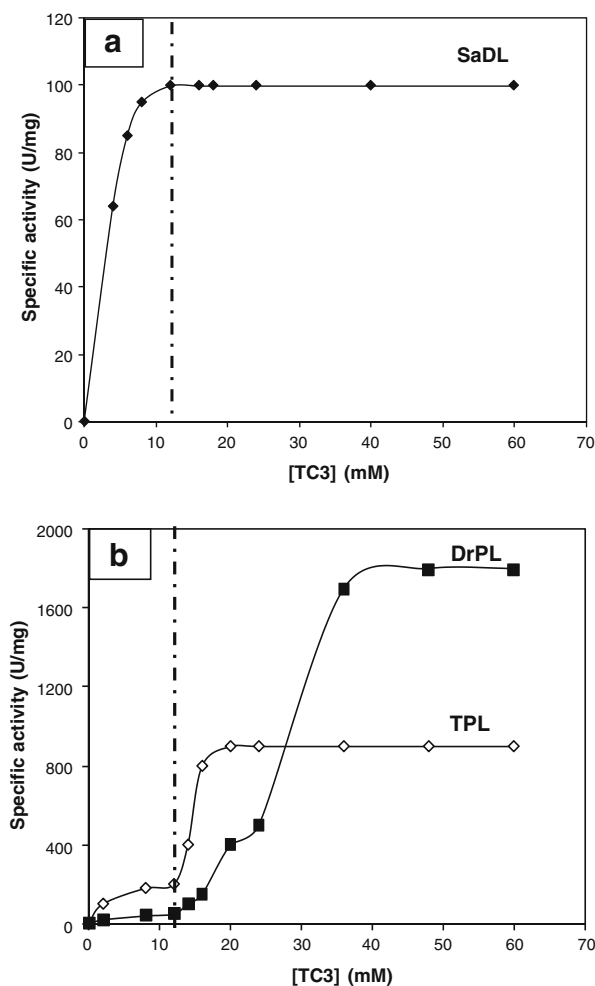 a
SaDL
Specific activity (U/mg)
120
100
80
60
40
20
0
0 10 20 30 40 50 60 70
[TC3] (mM)
b
DrPL
TPL
Specific activity (U/mg)
2000
1600
1200
800
400
0
0 10 20 30 40 50 60 70
[TC3] (mM)